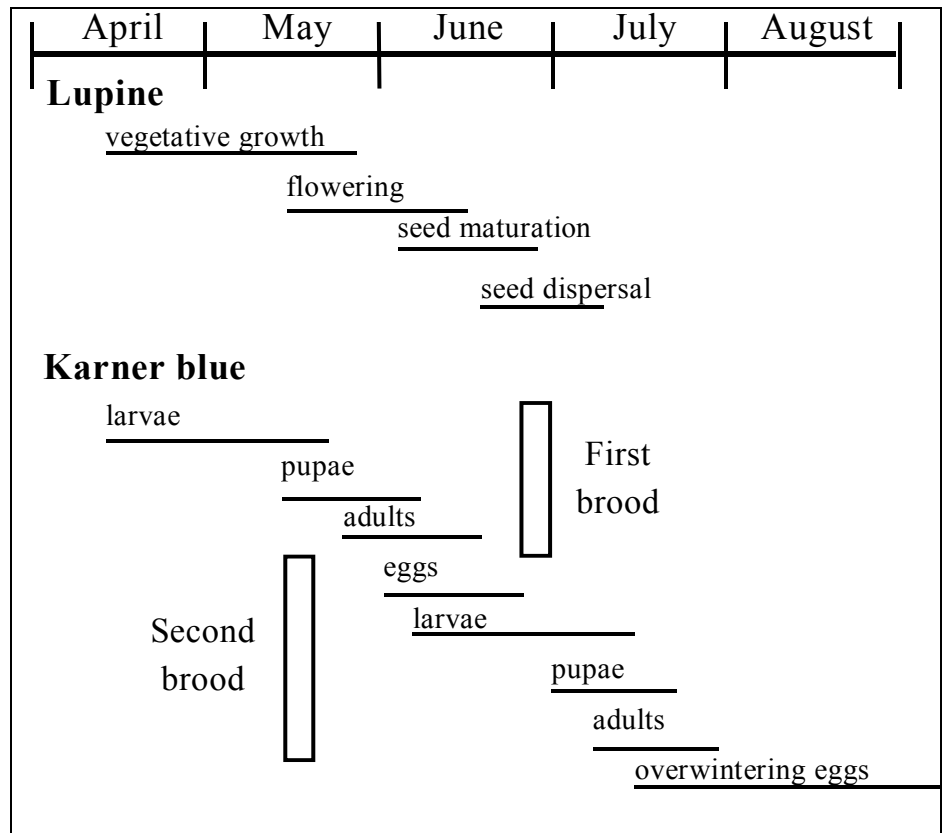 April May June July August
Lupine
vegetative growth
flowering
seed maturation
seed dispersal
Karner blue
larvae
pupae
adults
First
brood
eggs
larvae
Second
brood
pupae
adults
overwintering eggs